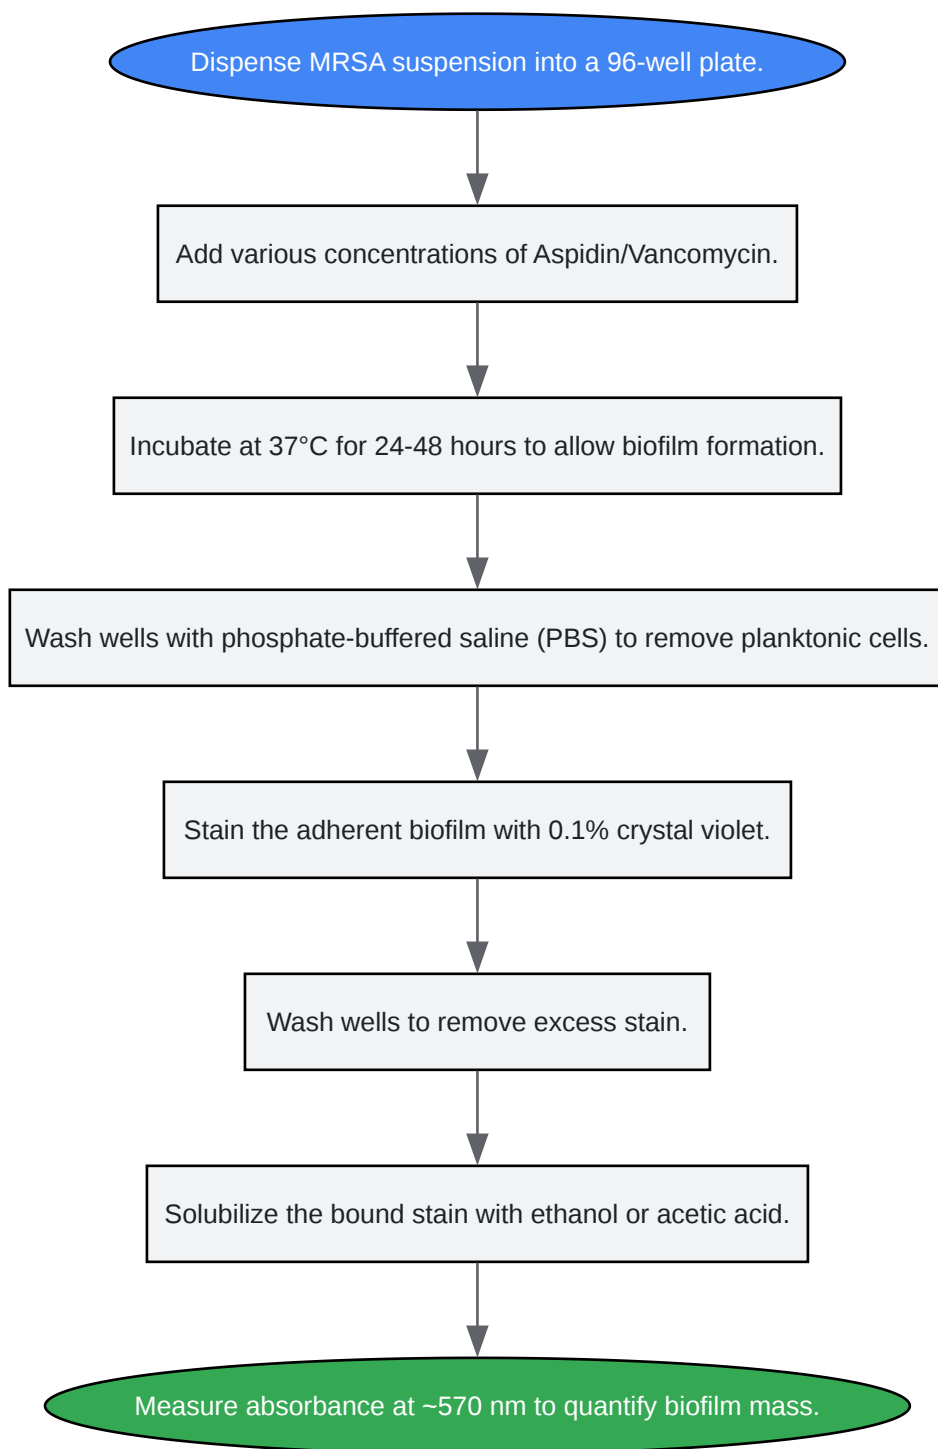 Dispense MRSA suspension into a 96-well plate.
Add various concentrations of Aspidin/Vancomycin.
Incubate at 37°C for 24-48 hours to allow biofilm formation.
Wash wells with phosphate-buffered saline (PBS) to remove planktonic cells.
Stain the adherent biofilm with 0.1% crystal violet.
Wash wells to remove excess stain.
Solubilize the bound stain with ethanol or acetic acid.
Measure absorbance at ~570 nm to quantify biofilm mass.